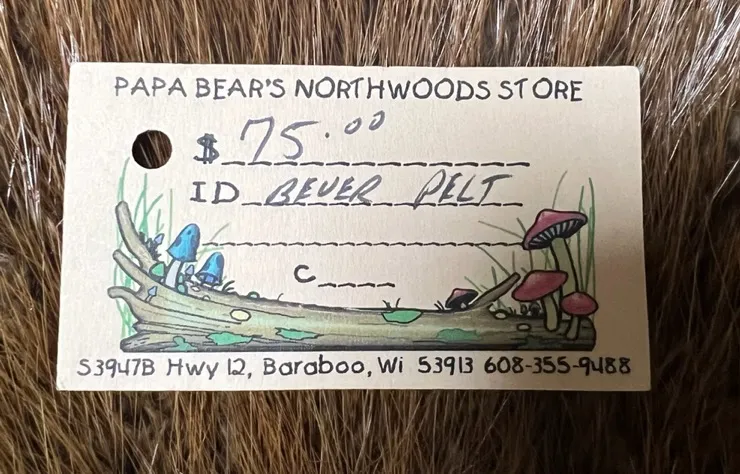 PAPA BEAR'S NORTHWOODS STORE
$ 75.00
ID BEVER PELT
C
S3947B Hwy 12, Baraboo, Wi 53913 608-355-9488